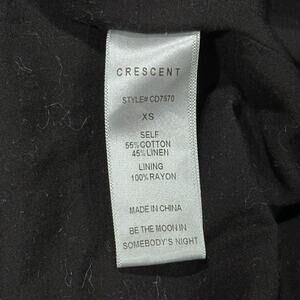 CRESCENT
STYLE# CD7570
XS
SELF
55%COTTON
45%LINEN
LINING
100%RAYON
MADE IN CHINA
BE THE MOON IN
SOMEBODY'S NIGHT